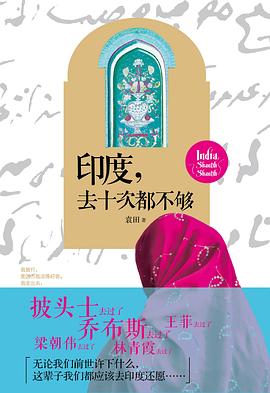 India,
Shanth
Shanth
印度，
去十次都不够
袁田 著
披头士去过了
乔布斯去过了
王菲去过了
梁朝伟去过了
林青霞去过了
无论我们前世许下什么，
这辈子我们都应该去印度还愿……